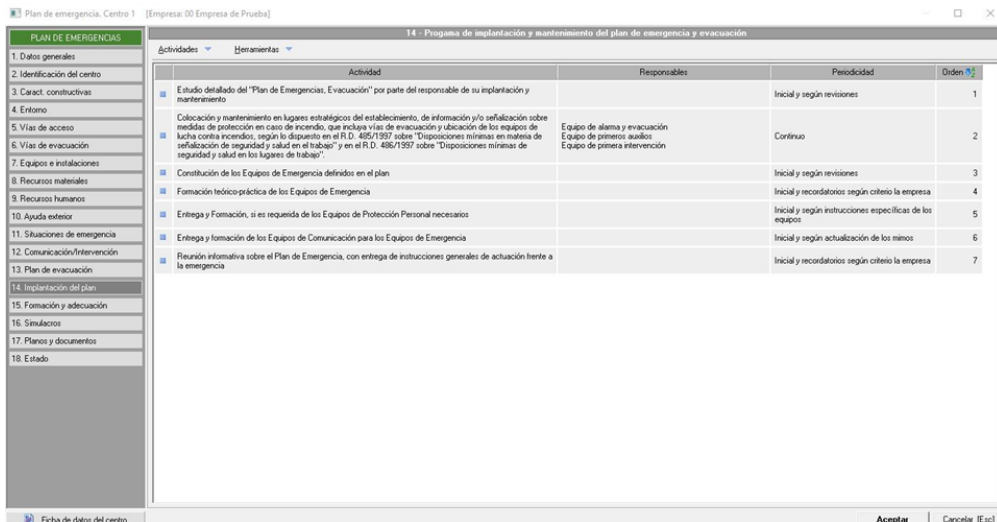 Plan de emergencia. Centro 1 [Empresa: 00 Empresa de Prueba]
PLAN DE EMERGENCIAS
1. Datos generales
2. Identificación del centro
3. Caract. constructivas
4. Entorno
5. Vías de acceso
6. Vías de evacuación
7. Equipos e instalaciones
8. Recursos materiales
9. Recursos humanos
10. Ayuda exterior
11. Situaciones de emergencia
12. Comunicación/Intervención
13. Plan de evacuación
14. Implantación del plan
15. Formación y adecuación
16. Simulacros
17. Planos y documentos
18. Estado
Ficha de datos del centro
14 - Progama de implantación y mantenimiento del plan de emergencia y evacuación
Actividades Herramientas
Actividad Responsables Periodicidad Orden
Estudio detallado del "Plan de Emergencias, Evacuación" por parte del responsable de su implantación y
mantenimiento
Inicial y según revisiones
1
Colocación y mantenimiento en lugares estratégicos del establecimiento, de información y/o señalización sobre
medidas de protección en caso de incendio, que incluya vías de evacuación y ubicación de los equipos de
lucha contra incendios, según lo dispuesto en el R.D. 485/1997 sobre "Disposiciones mínimas en materia de
señalización de seguridad y salud en el trabajo" y en el R.D. 486/1997 sobre "Disposiciones mínimas de
seguridad y salud en los lugares de trabajo".
Equipo de alarma y evacuación
Equipo de primeros auxilios
Equipo de primera intervención
Continuo
2
Constitución de los Equipos de Emergencia definidos en el plan
Inicial y según revisiones
3
Formación teórico-práctica de los Equipos de Emergencia
Inicial y recordatorios según criterio la empresa
4
Entrega y Formación, si es requerida de los Equipos de Protección Personal necesarios
Inicial y según instrucciones específicas de los
equipos
5
Entrega y formación de los Equipos de Comunicación para los Equipos de Emergencia
Inicial y según actualización de los mimos
6
Reunión informativa sobre el Plan de Emergencia, con entrega de instrucciones generales de actuación frente a
la emergencia
Inicial y recordatorios según criterio la empresa
7
Aceptar Cancelar [Esc]